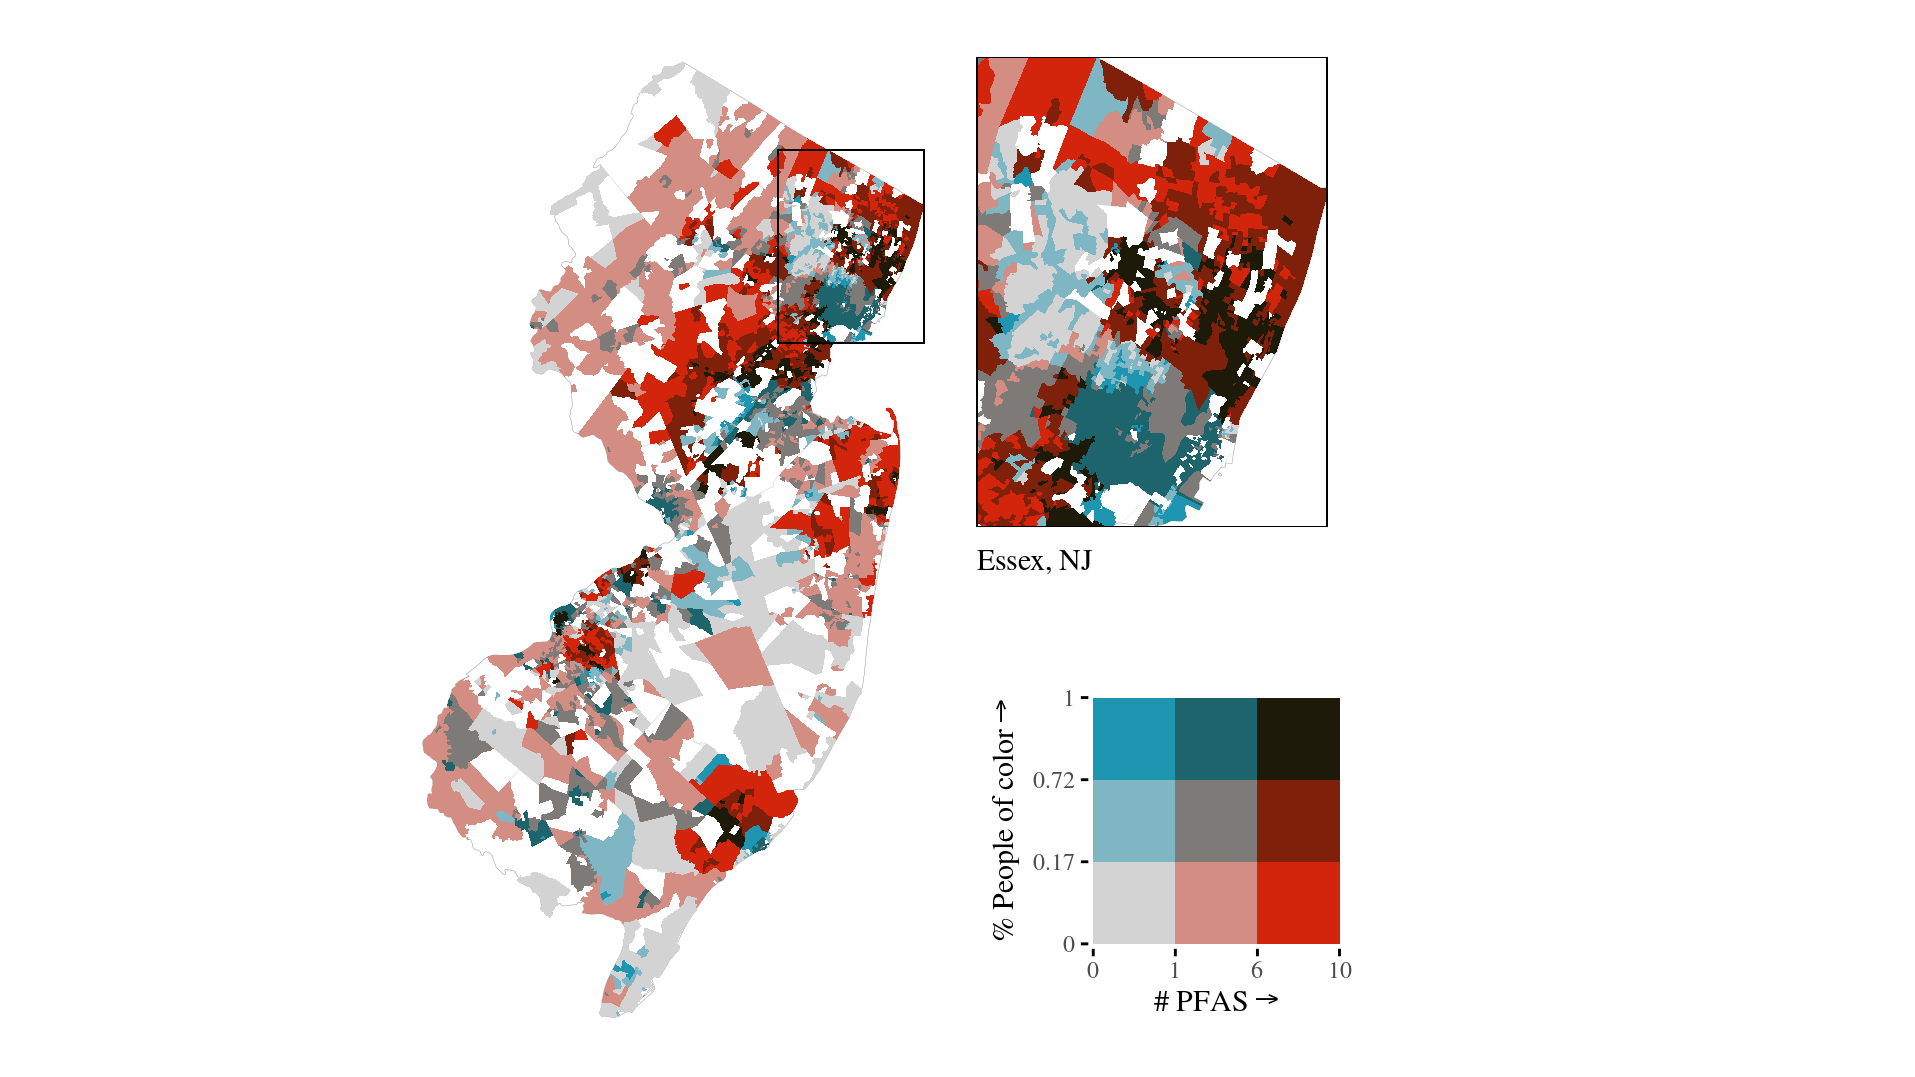 Essex, NJ
% People of color →
1
0.72
0.17
0
0 1 6 10
# PFAS →